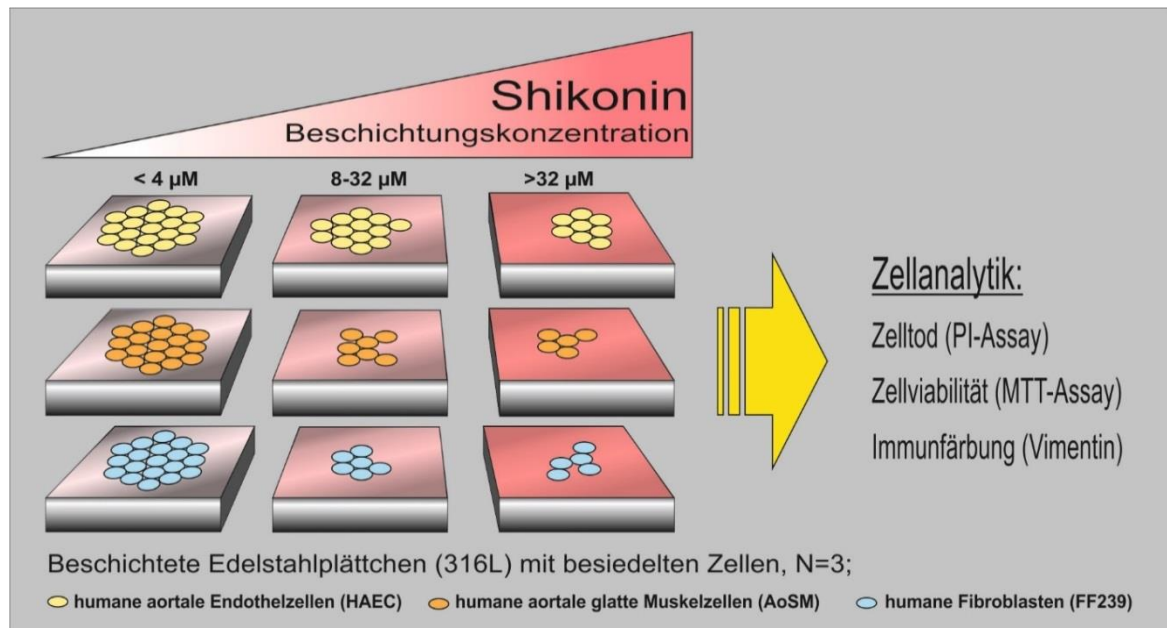 Shikonin
Beschichtungskonzentration
< 4 µM
8-32 µM
>32 µM
Zellanalytik:
Zelltod (PI-Assay)
Zellviabilität (MTT-Assay)
Immunfärbung (Vimentin)
Beschichtete Edelstahlplättchen (316L) mit besiedelten Zellen, N=3;
humane aortale Endothelzellen (HAEC)
humane aortale glatte Muskelzellen (AoSM)
humane Fibroblasten (FF239)